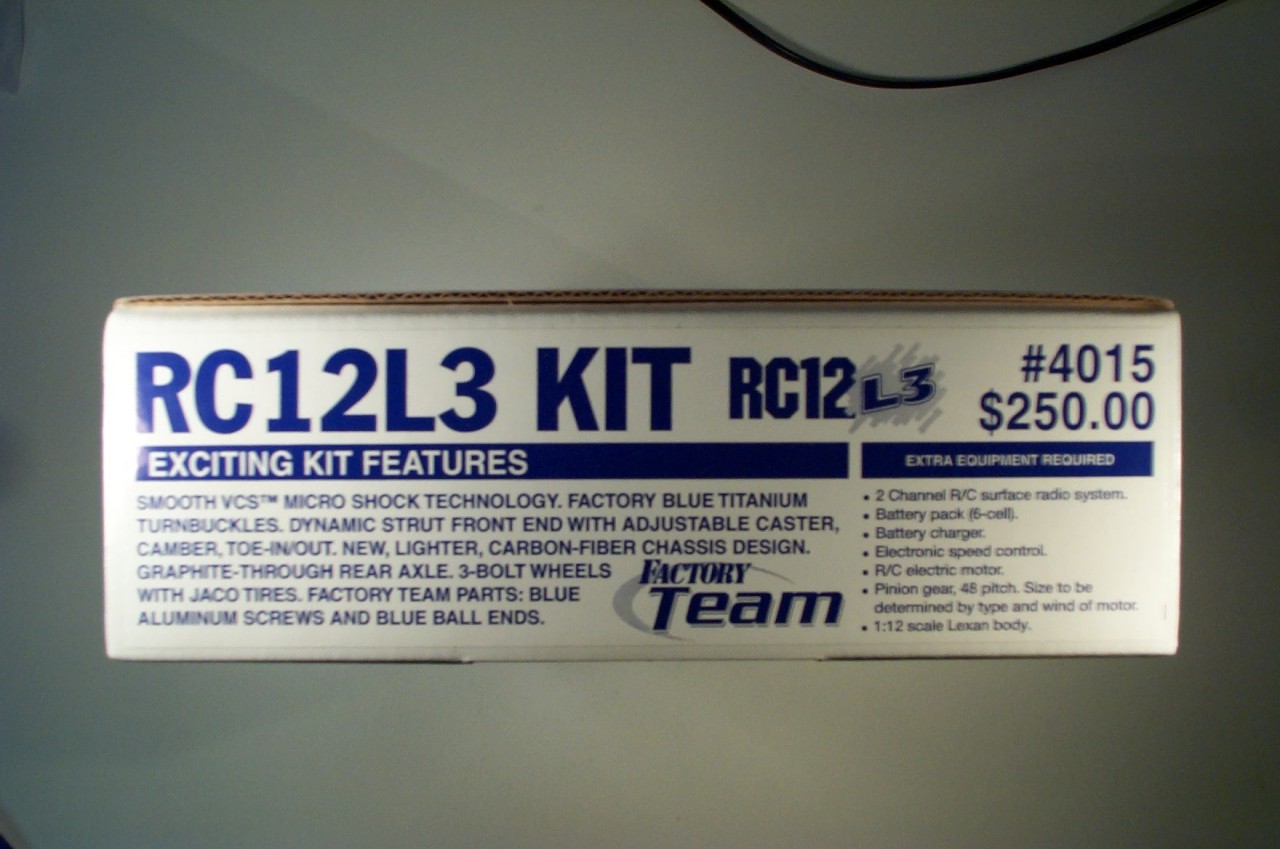 RC12L3 KIT
RC12L3
#4015
$250.00
EXCITING KIT FEATURES
SMOOTH VCS™ MICRO SHOCK TECHNOLOGY. FACTORY BLUE TITANIUM
TURNBUCKLES. DYNAMIC STRUT FRONT END WITH ADJUSTABLE CASTER,
CAMBER, TOE-IN/OUT. NEW, LIGHTER, CARBON-FIBER CHASSIS DESIGN.
GRAPHITE-THROUGH REAR AXLE. 3-BOLT WHEELS
WITH JACO TIRES. FACTORY TEAM PARTS: BLUE
ALUMINUM SCREWS AND BLUE BALL ENDS.
FACTORY
Team
EXTRA EQUIPMENT REQUIRED
• 2 Channel R/C surface radio system.
• Battery pack (6-cell).
• Battery charger.
• Electronic speed control.
• R/C electric motor.
• Pinion gear, 48 pitch. Size to be
determined by type and wind of motor.
• 1:12 scale Lexan body.